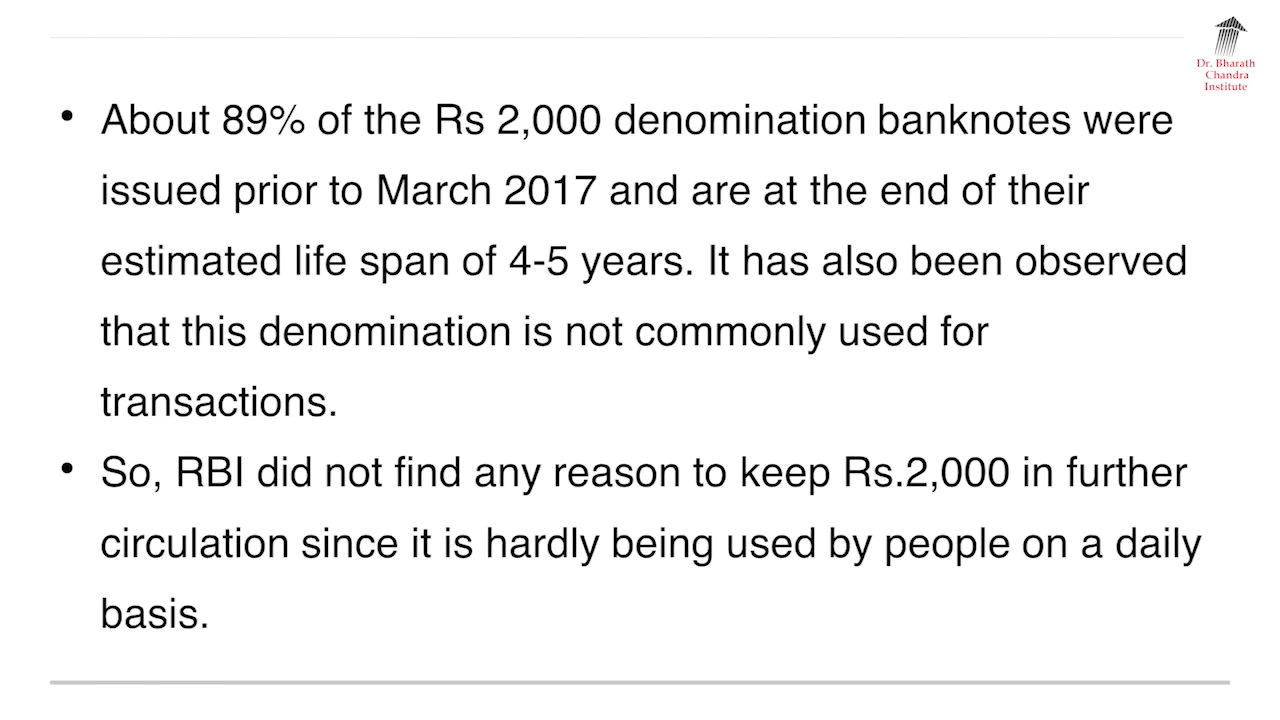 Dr. Bharath
Chandra
Institute
• About 89% of the Rs 2,000 denomination banknotes were
issued prior to March 2017 and are at the end of their
estimated life span of 4-5 years. It has also been observed
that this denomination is not commonly used for
transactions.
• So, RBI did not find any reason to keep Rs.2,000 in further
circulation since it is hardly being used by people on a daily
basis.